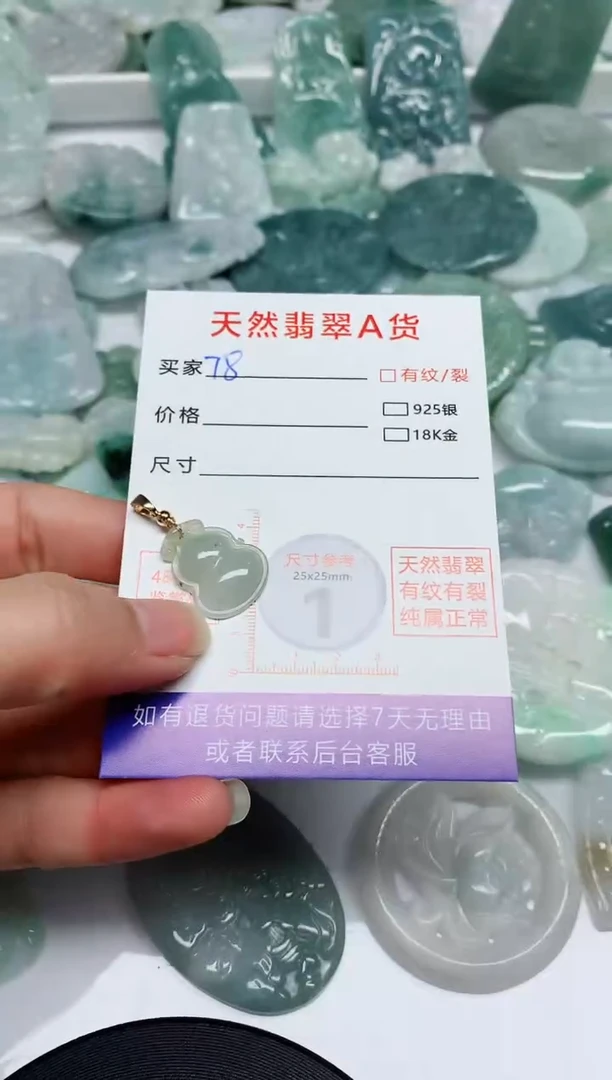 天然翡翠A货
买家78
有纹/裂
价格
925银
18K金
尺寸
尺寸参考
25x25mm
1
天然翡翠
有纹有裂
纯属正常
如有退货问题请选择7天无理由
或者联系后台客服